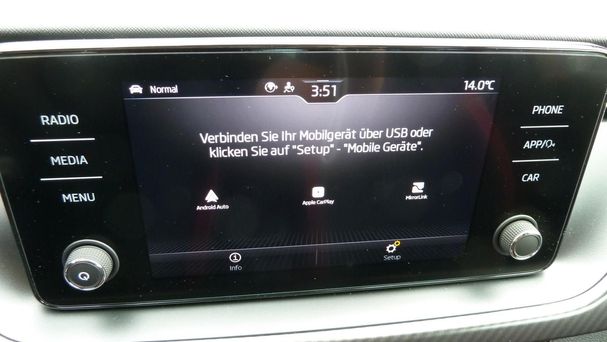 Normal
3:51
14.0°C
RADIO
MEDIA
MENU
Verbinden Sie Ihr Mobilgerät über USB oder
klicken Sie auf "Setup" - "Mobile Geräte".
Android Auto
Apple CarPlay
MirrorLink
Info
Setup
PHONE
APP/
CAR